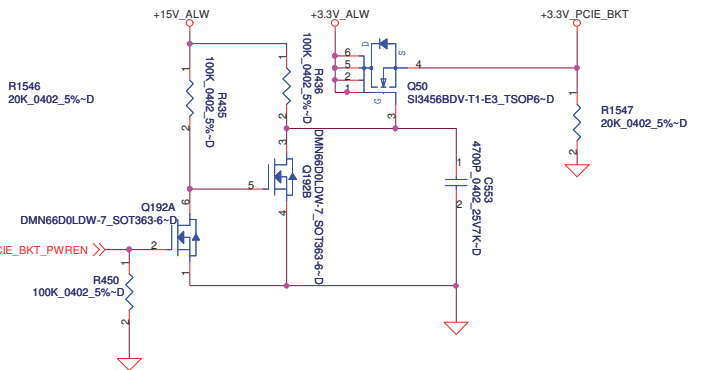 +15V_ALW
+3.3V_ALW
+3.3V_PCIE_BKT
R1546
20K_0402_5%~D
1
R435
100K_0402_5%~D
2
1
R436
100K_0402_5%~D
2
6
5
2
1
D
S
G
4
3
Q50
SI3456BDV-T1-E3_TSOP6~D
1
R1547
20K_0402_5%~D
2
3
5
4
Q192B
DMN66D0LDW-7_SOT363-6~D
1
C553
4700P_0402_25V7K~D
2
Q192A
DMN66D0LDW-7_SOT363-6~D
6
2
1
CIE_BKT_PWREN
1
R450
100K_0402_5%~D
2